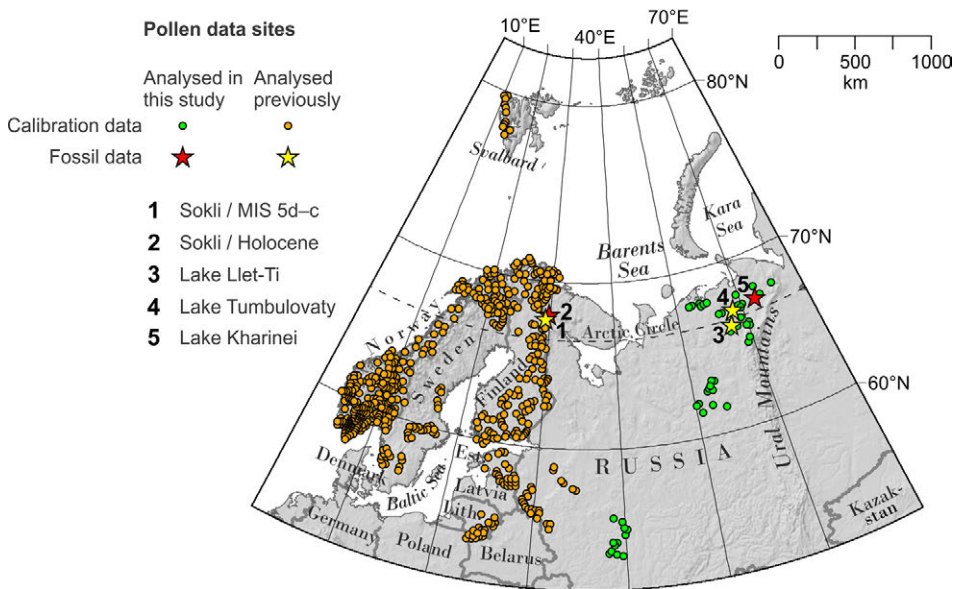 Pollen data sites
Analysed in this study
Analysed previously
Calibration data
Fossil data
1 Sokli / MIS 5d–c
2 Sokli / Holocene
3 Lake Llet-Ti
4 Lake Tumbulovaty
5 Lake Kharinei
10°E
40°E
70°E
0
500
1000
km
80°N
70°N
60°N
Svalbard
Barents
Sea
Kara
Sea
Norway
Sweden
Finland
Arctic Circle
Ural Mountains
RUSSIA
Denmark
Baltic Sea
Est.
Latvia
Lith.
Germany
Poland
Belarus
Kazak-
stan
1
2
3
4
5